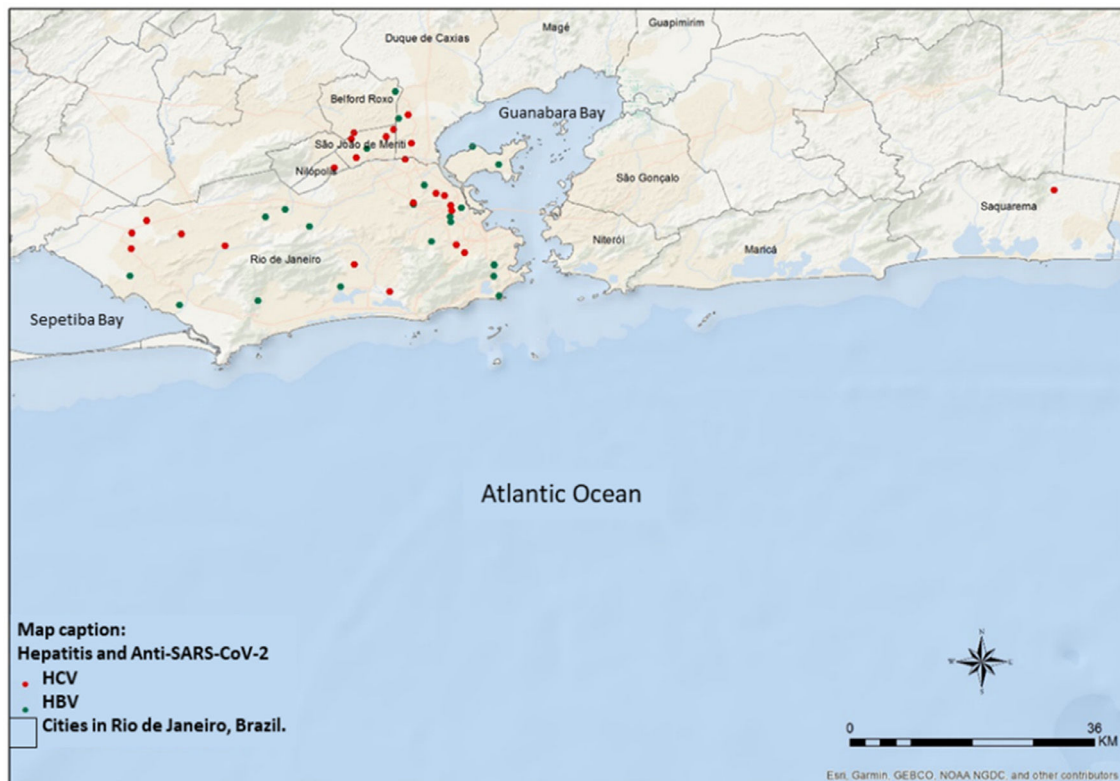 Duque de Caxias
Magé
Guapimirim
Belford Roxo
Guanabara Bay
São João de Meriti
Nilópolis
São Gonçalo
Saquarema
Niterói
Maricá
Rio de Janeiro
Sepetiba Bay
Atlantic Ocean
Map caption:
Hepatitis and Anti-SARS-CoV-2
HCV
HBV
Cities in Rio de Janeiro, Brazil.
N
S
0 36
KM
Esri, Garmin, GEBCO, NOAA NGDC, and other contributors